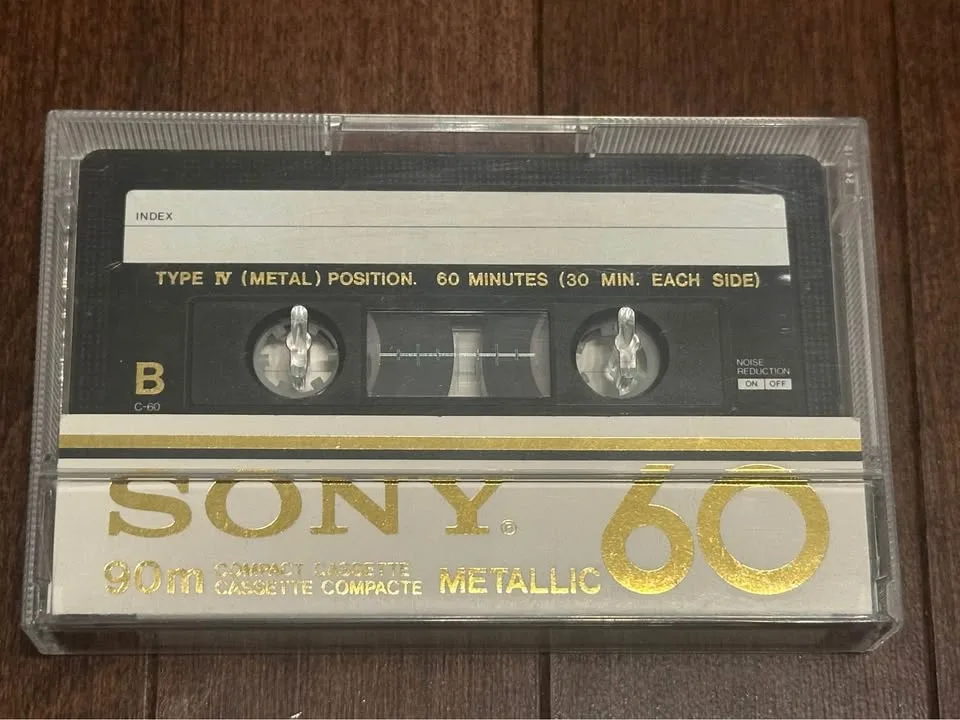 INDEX
TYPE IV (METAL) POSITION. 60 MINUTES (30 MIN. EACH SIDE)
B
C-60
NOISE
REDUCTION
ON OFF
SONY® 60
90m COMPACT CASSETTE
CASSETTE COMPACTE METALLIC